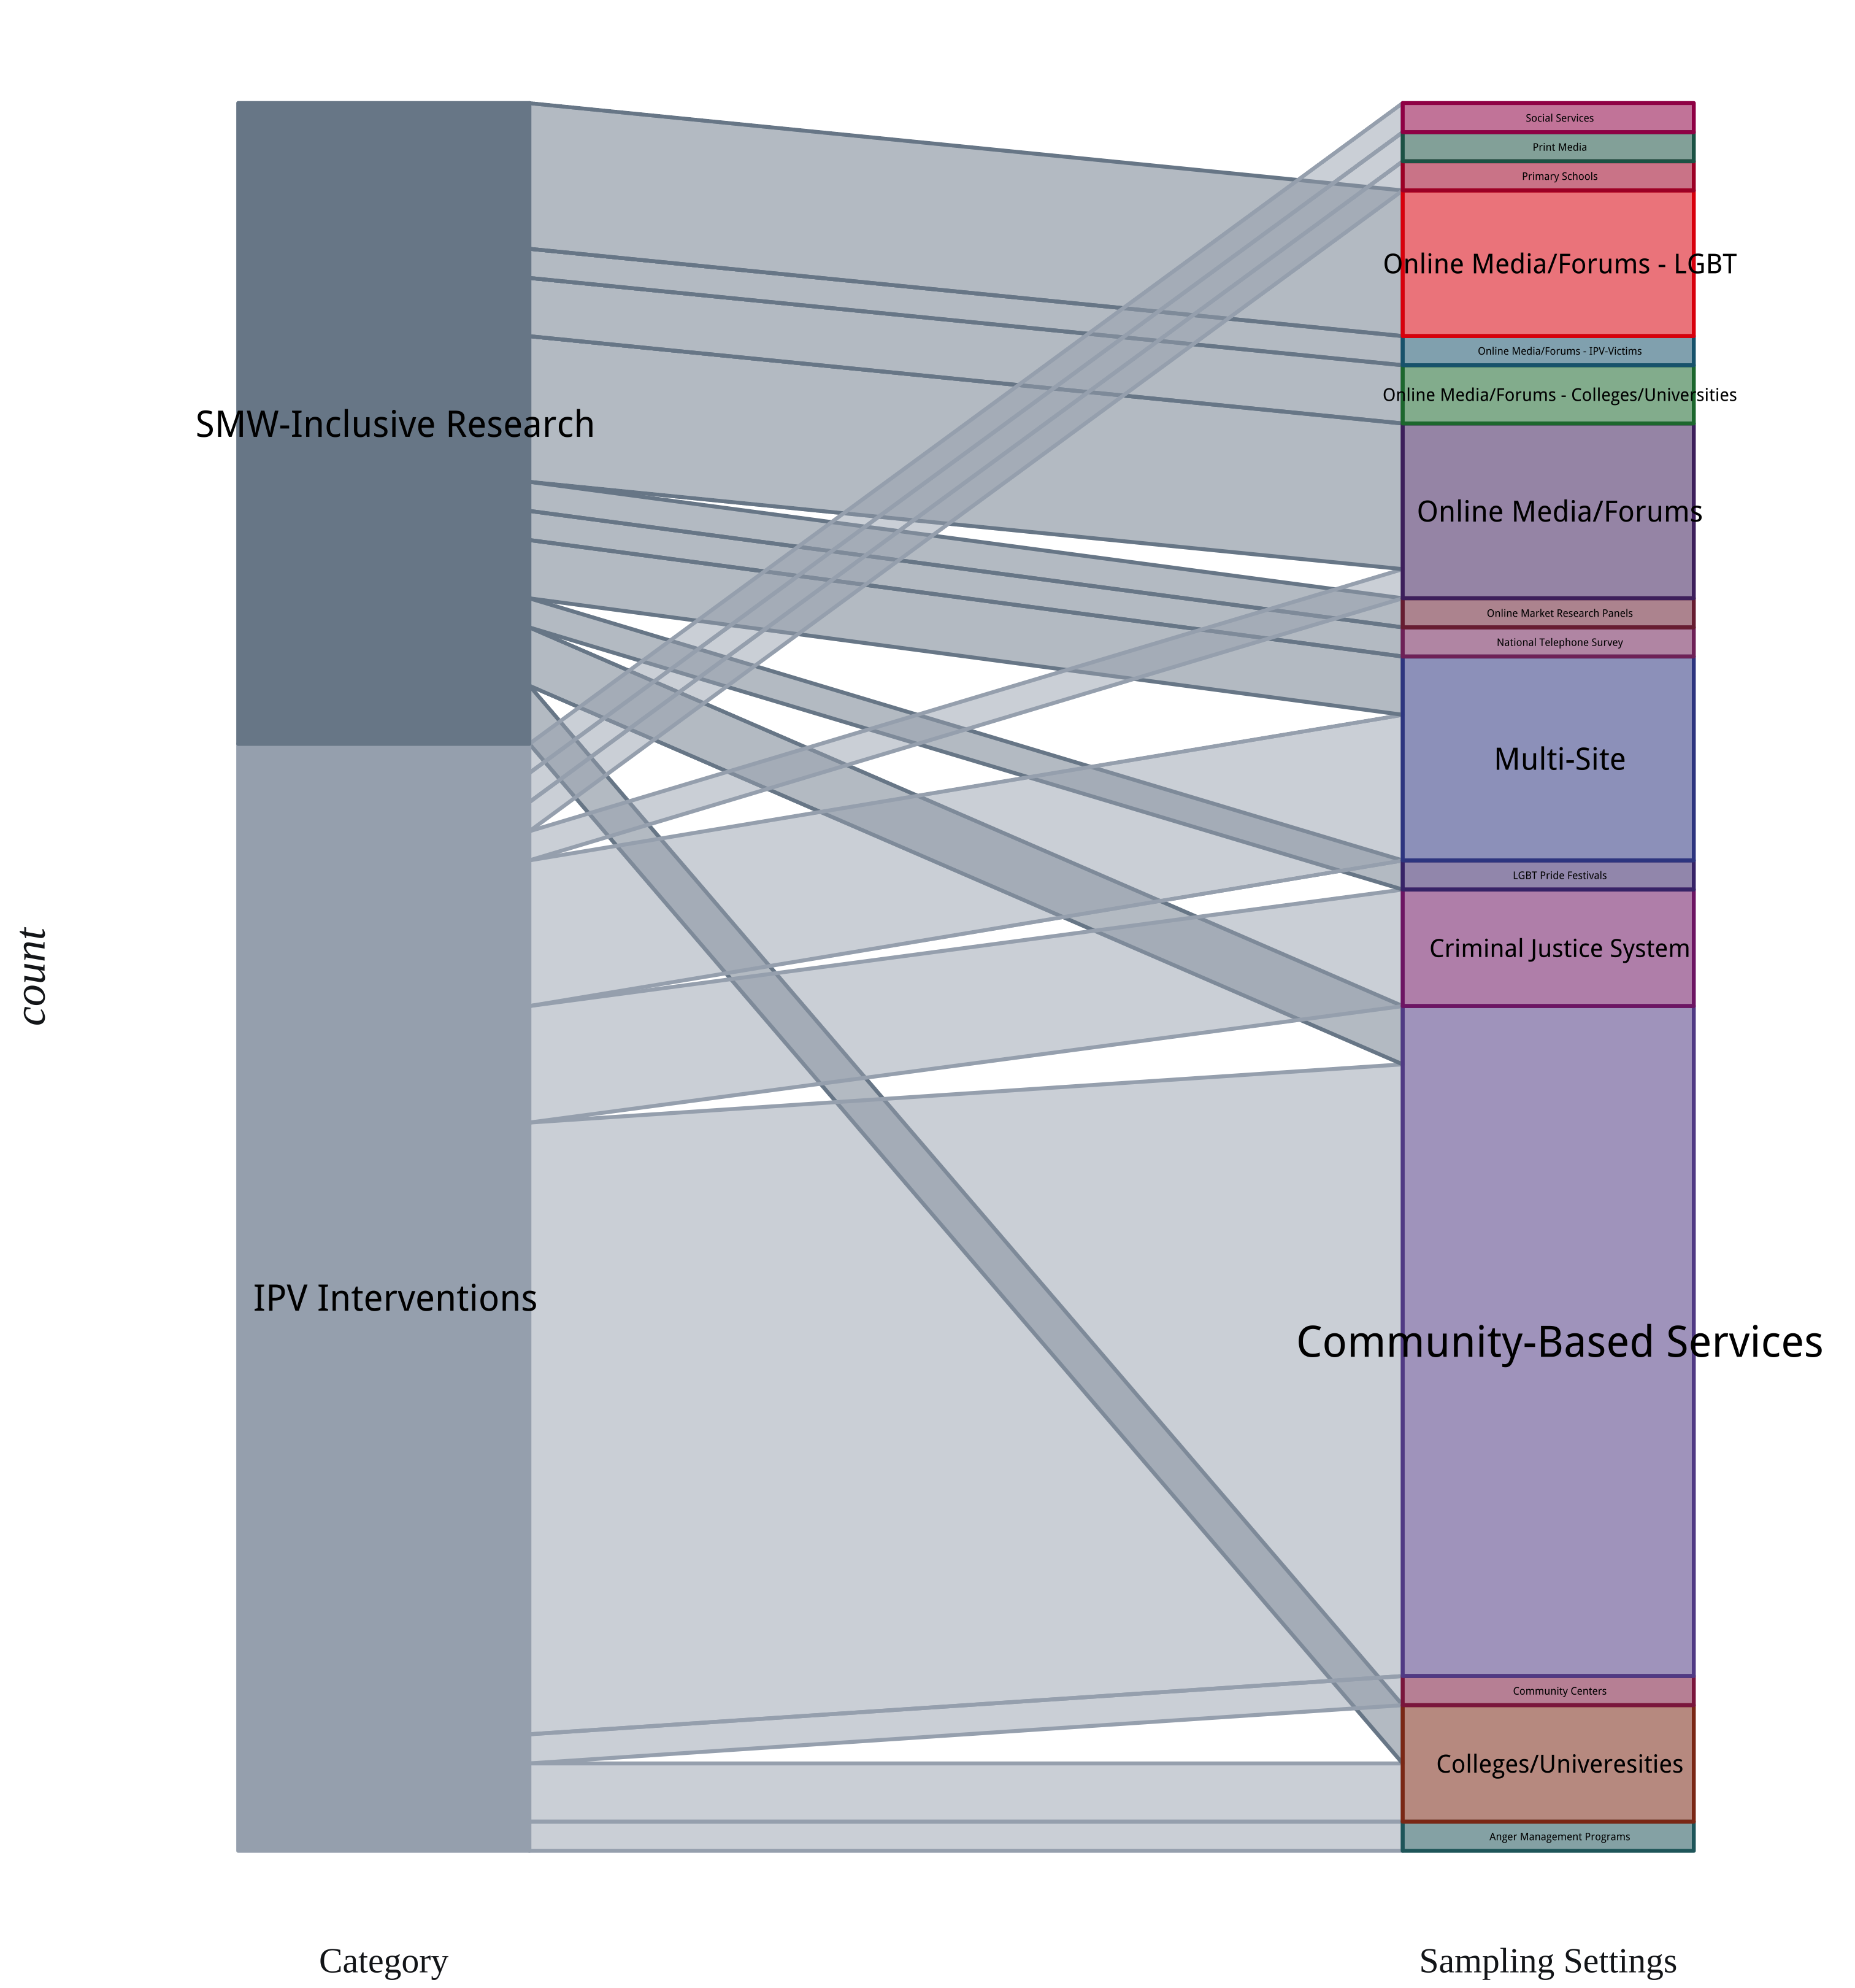 count
SMW-Inclusive Research
IPV Interventions
Social Services
Print Media
Primary Schools
Online Media/Forums - LGBT
Online Media/Forums - IPV-Victims
Online Media/Forums - Colleges/Universities
Online Media/Forums
Online Market Research Panels
National Telephone Survey
Multi-Site
LGBT Pride Festivals
Criminal Justice System
Community-Based Services
Community Centers
Colleges/Univeresities
Anger Management Programs
Category
Sampling Settings